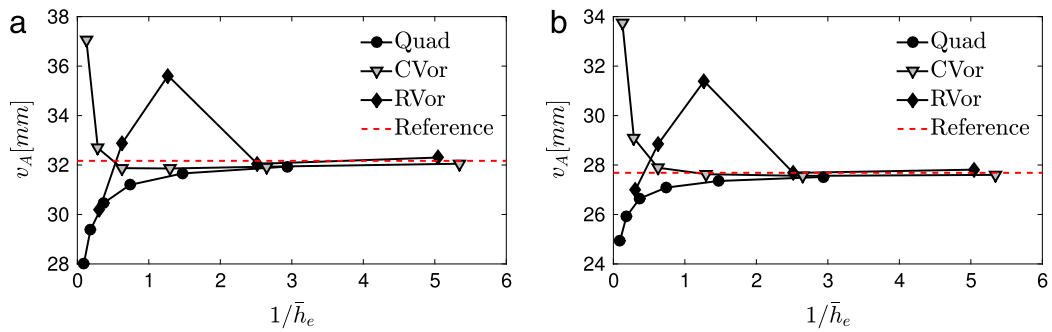 a
38
36
34
32
30
28
v_A[mm]
0 1 2 3 4 5 6
1/h̄_e
Quad
CVor
RVor
Reference
b
34
32
30
28
26
24
v_A[mm]
0 1 2 3 4 5 6
1/h̄_e
Quad
CVor
RVor
Reference